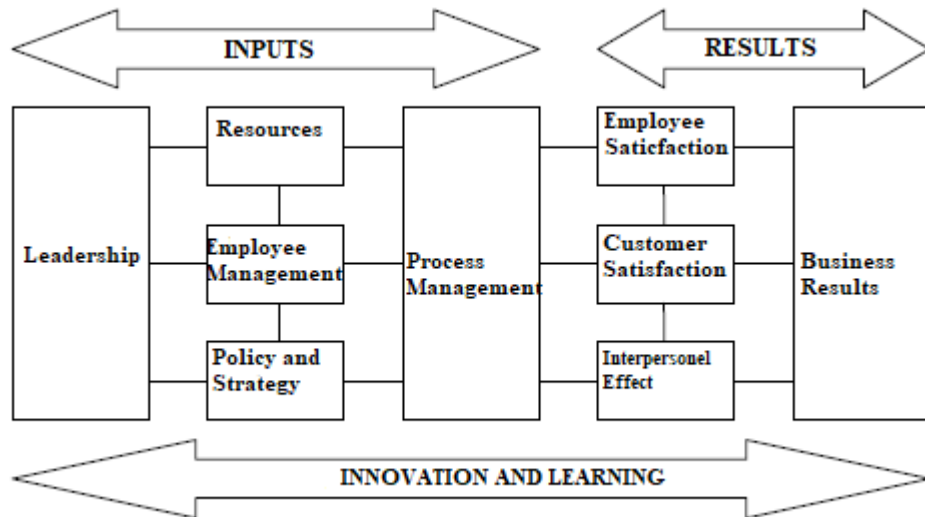 INPUTS
RESULTS
Leadership
Resources
Employee
Management
Policy and
Strategy
Process
Management
Employee
Saticfaction
Customer
Satisfaction
Interpersonel
Effect
Business
Results
INNOVATION AND LEARNING